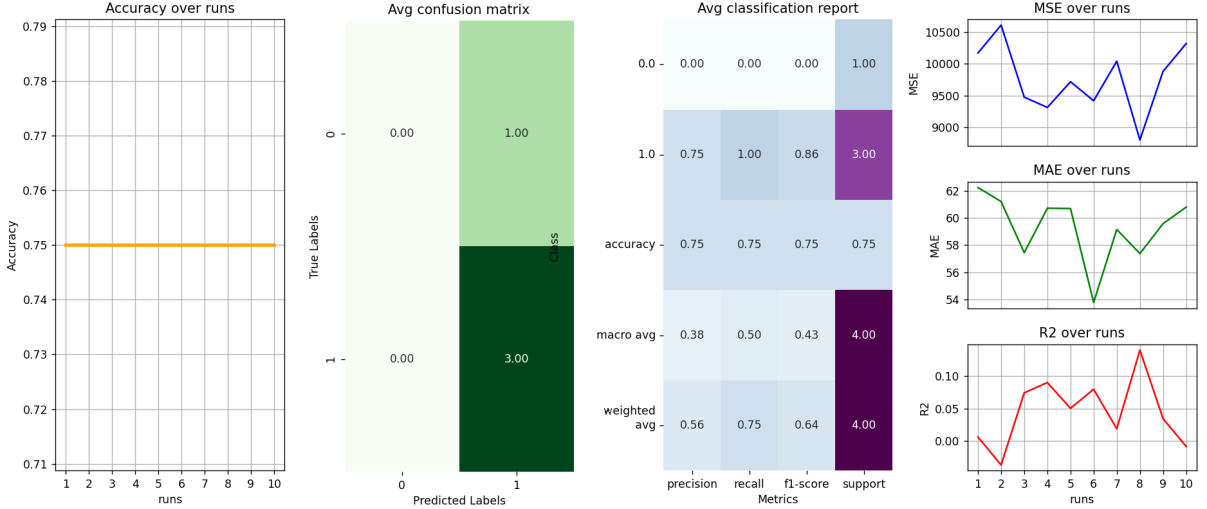 Accuracy over runs
0.79
0.78
0.77
0.76
0.75
0.74
0.73
0.72
0.71
Accuracy
1 2 3 4 5 6 7 8 9 10
runs
Avg confusion matrix
True Labels
0
1
0.00 1.00
0.00 3.00
0 1
Predicted Labels
Avg classification report
Class
0.0 0.00 0.00 0.00 1.00
1.0 0.75 1.00 0.86 3.00
accuracy 0.75 0.75 0.75 0.75
macro avg 0.38 0.50 0.43 4.00
weighted
avg 0.56 0.75 0.64 4.00
precision recall f1-score support
Metrics
MSE over runs
MSE
10500
10000
9500
9000
MAE over runs
MAE
62
60
58
56
54
R2 over runs
R2
0.10
0.05
0.00
1 2 3 4 5 6 7 8 9 10
runs